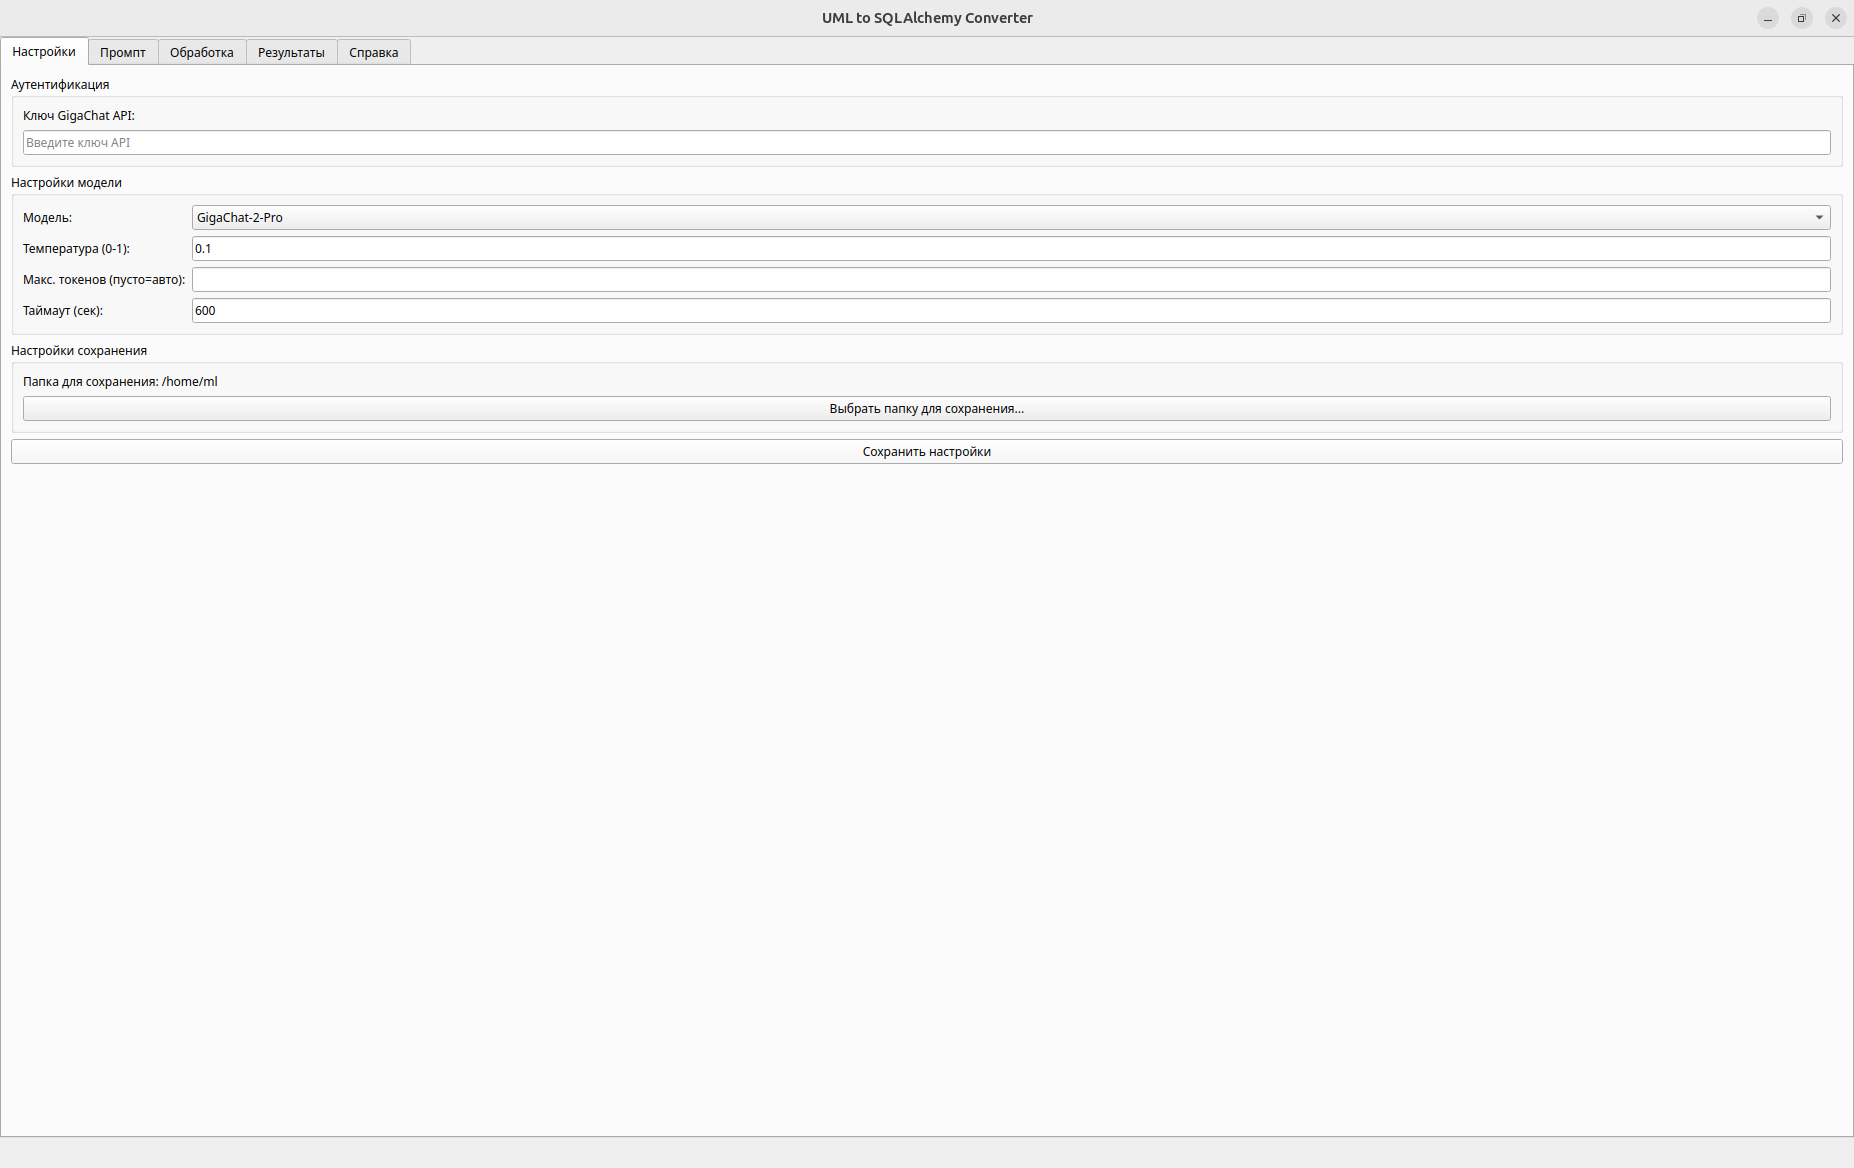 UML to SQLAlchemy Converter
Настройки Промпт Обработка Результаты Справка
Аутентификация
Ключ GigaChat API:
Введите ключ API
Настройки модели
Модель: GigaChat-2-Pro
Температура (0-1): 0.1
Макс. токенов (пусто=авто):
Таймаут (сек): 600
Настройки сохранения
Папка для сохранения: /home/ml
Выбрать папку для сохранения...
Сохранить настройки